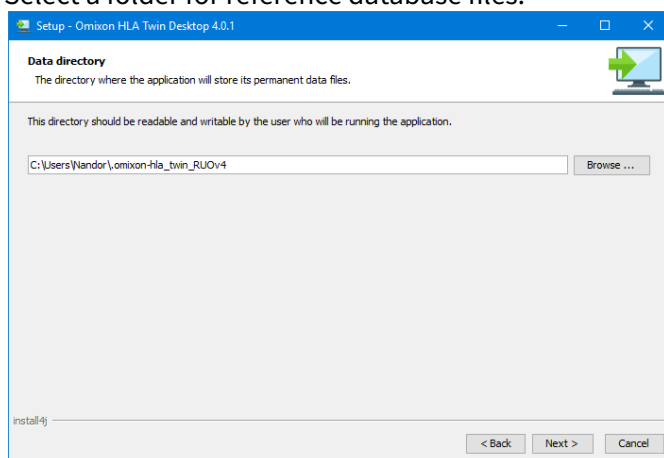 Select a folder for reference database files.
Setup - Omixon HLA Twin Desktop 4.0.1
Data directory
The directory where the application will store its permanent data files.
This directory should be readable and writable by the user who will be running the application.
C:\Users\Nandor\.omixon-hla_twin_RUOv4
Browse ...
install4j
< Back
Next >
Cancel